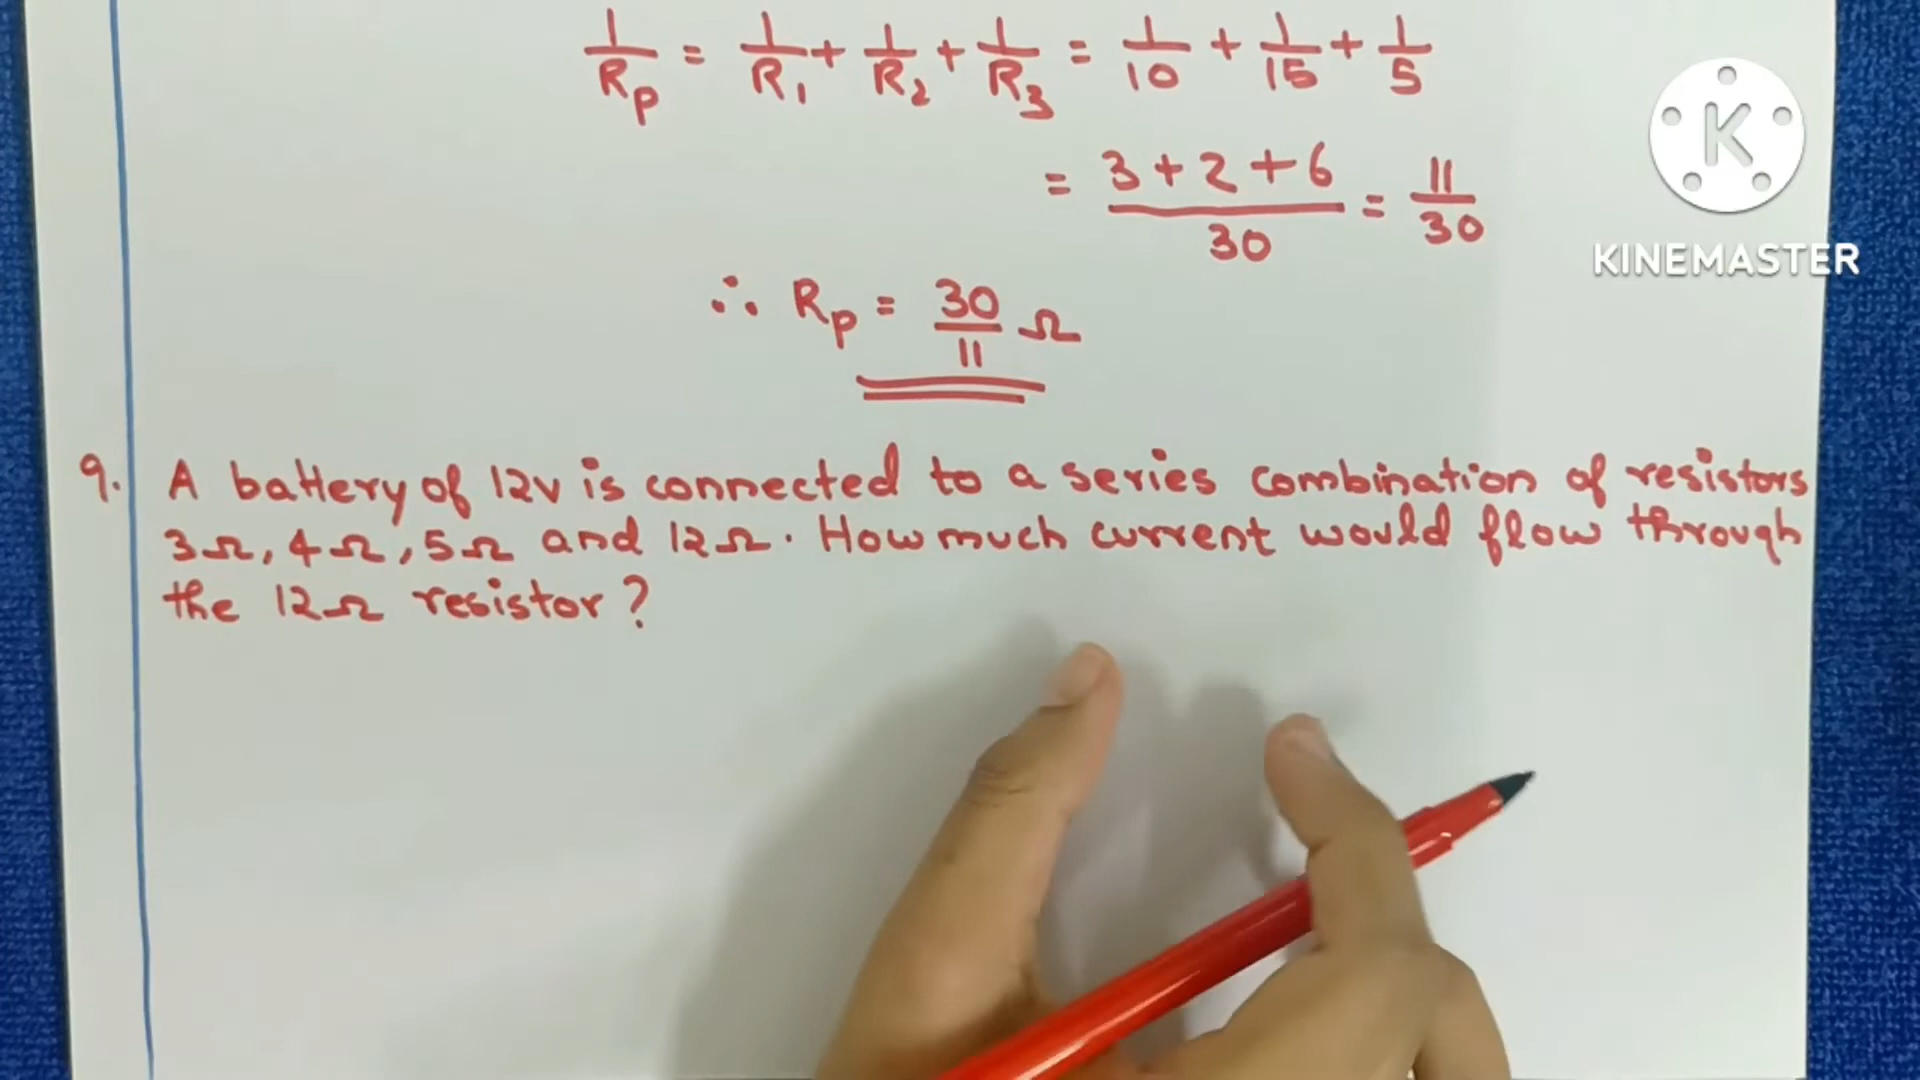 1/Rp = 1/R1 + 1/R2 + 1/R3 = 1/10 + 1/15 + 1/5
= (3+2+6)/30 = 11/30
K
KINEMASTER
∴ Rp = 30/11 Ω
9. A battery of 12v is connected to a series combination of resistors
3Ω, 4Ω, 5Ω and 12Ω. How much current would flow through
the 12Ω resistor?